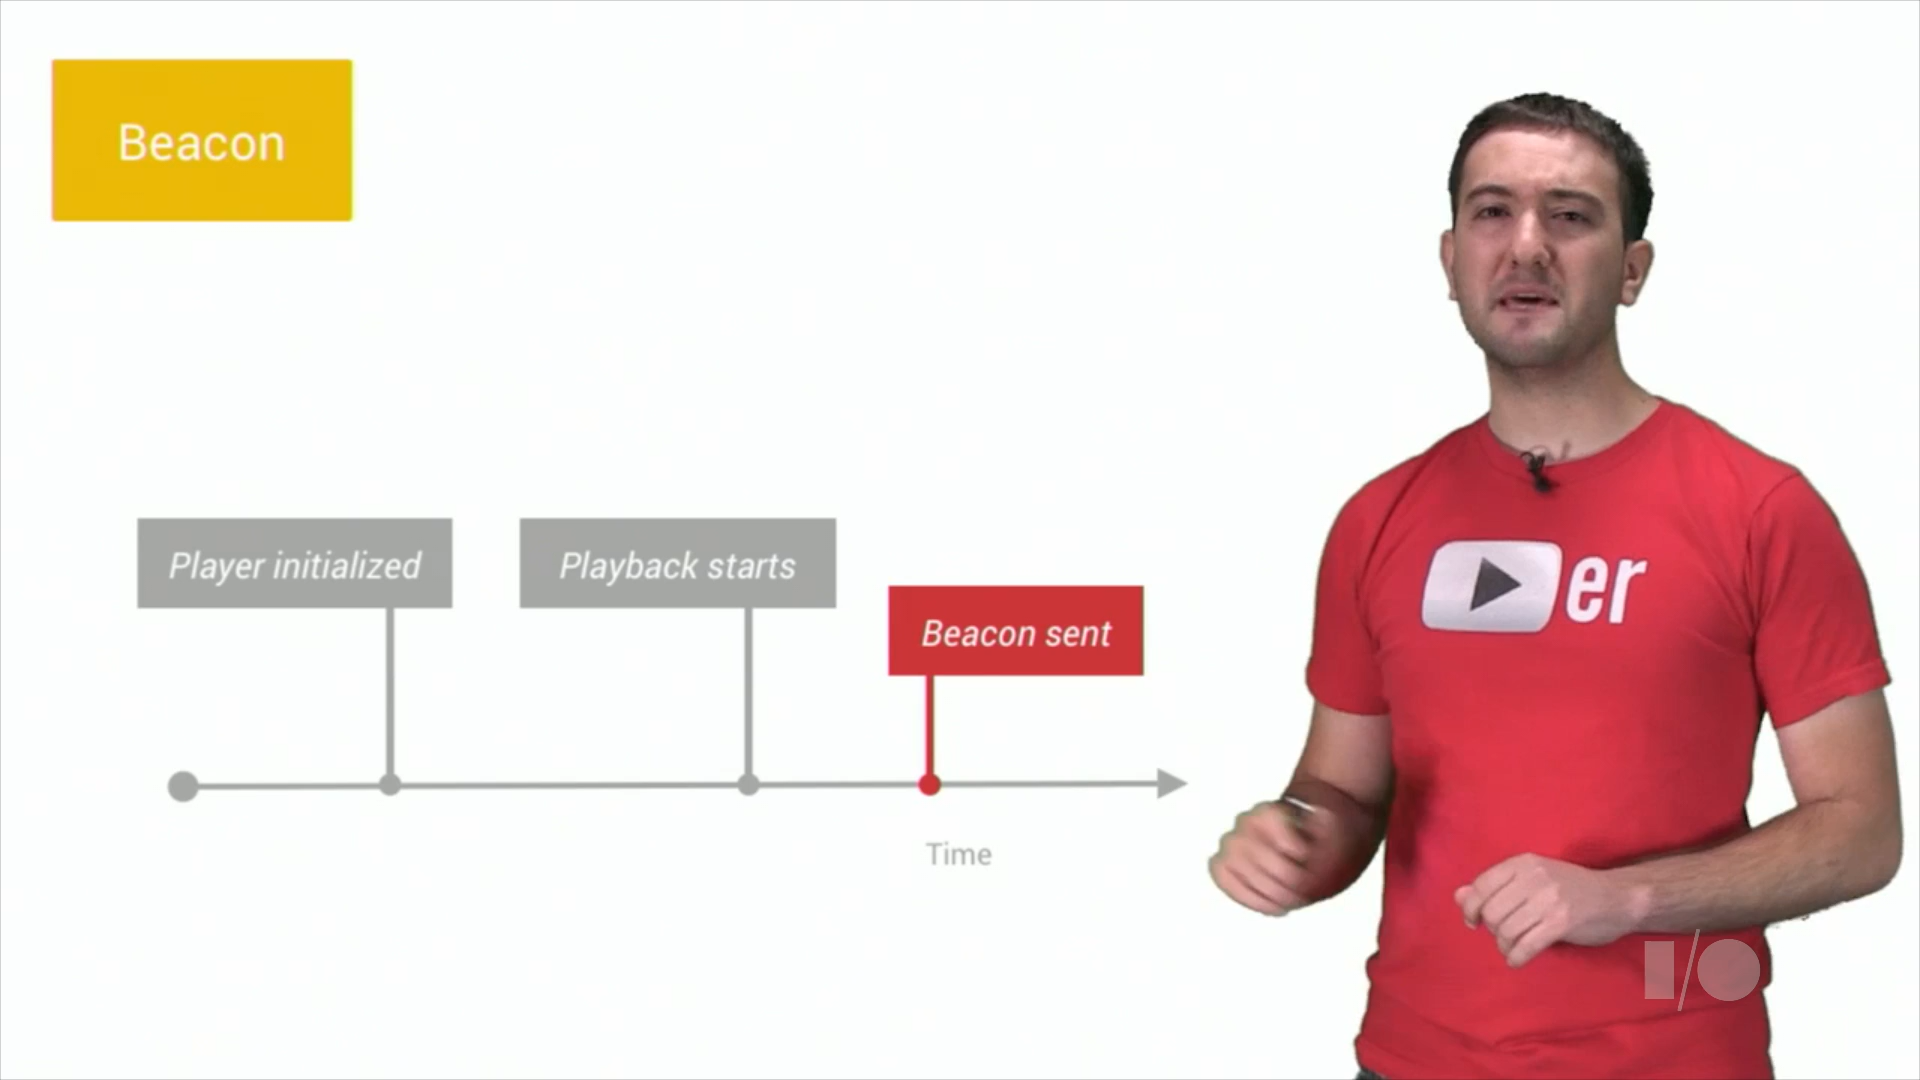 Beacon
Player initialized
Playback starts
Beacon sent
Time
er
I/O